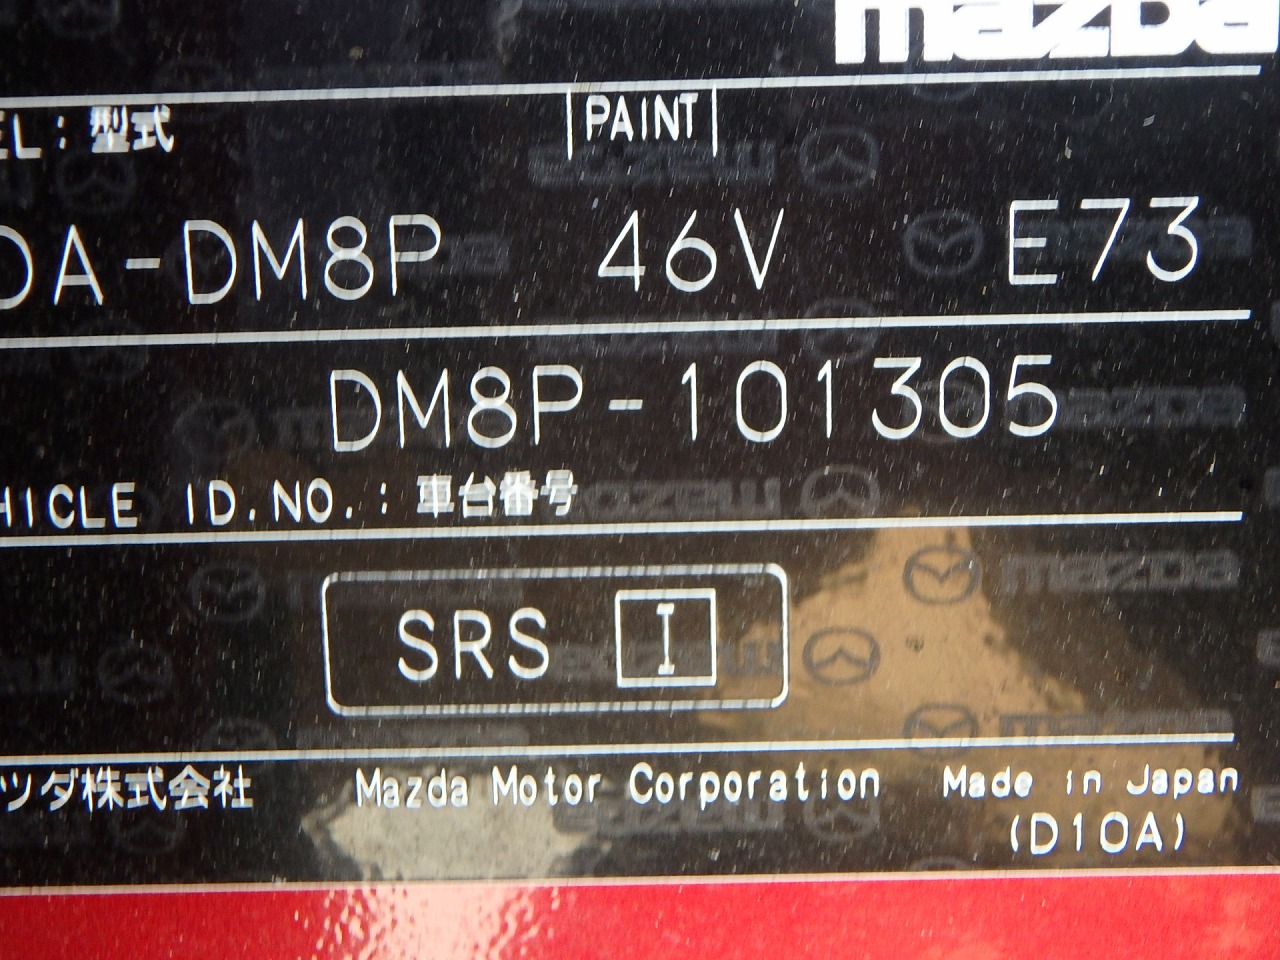 mazda
EL: 型式
PAINT
DA-DM8P 46V E73
DM8P-101305
HICLE ID.NO.: 車台番号
SRS I
ツダ株式会社 Mazda Motor Corporation Made in Japan
(D10A)